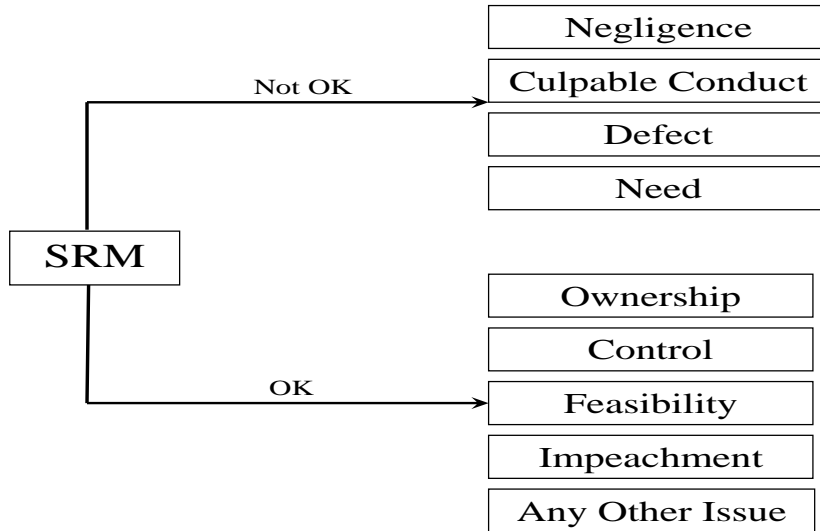 Negligence
Not OK
Culpable Conduct
Defect
Need
SRM
Ownership
Control
OK
Feasibility
Impeachment
Any Other Issue